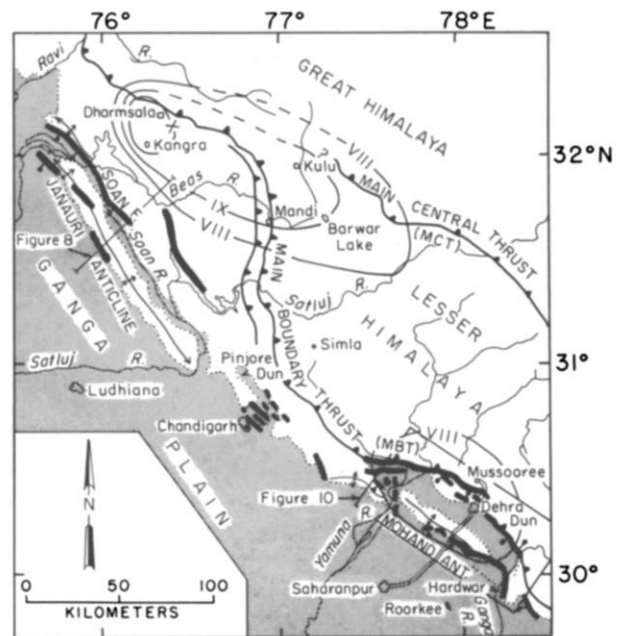 76°
77°
78°E
Ravi
R.
GREAT HIMALAYA
Dharmsala
Kangra
VIII
32°N
Kulu
Beas
R.
MAIN
CENTRAL THRUST
(MCT)
SOAN F.
IX
VIII
Mandi
Barwar
Lake
JANAURI
ANTICLINE
Soan R.
Figure 8
MAIN
BOUNDARY
THRUST
(MBT)
Satluj
R.
LESSER
HIMALAYA
GANGA
PLAIN
Simla
31°
Satluj
R.
Pinjore
Dun
Ludhiana
Chandigarh
VIII
Mussooree
N
Figure 10
Dehra
Dun
Yamuna
R.
MOHAND ANT.
Saharanpur
Hardwar
30°
Roorkee
R.
0
50
100
KILOMETERS